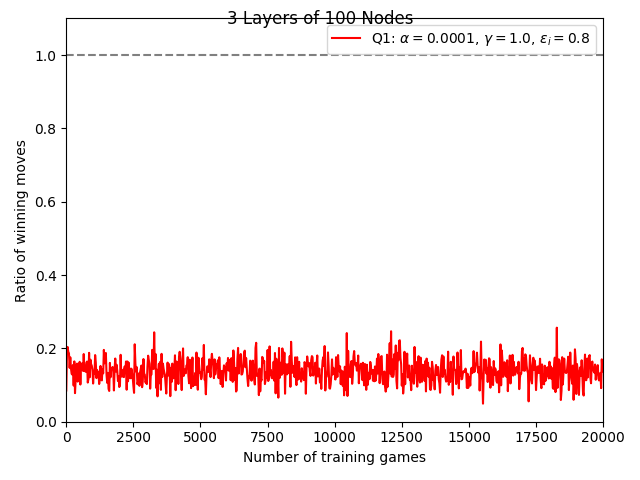 3 Layers of 100 Nodes
Q1: α = 0.0001, γ = 1.0, ε_i = 0.8
Ratio of winning moves
1.0
0.8
0.6
0.4
0.2
0.0
0 2500 5000 7500 10000 12500 15000 17500 20000
Number of training games